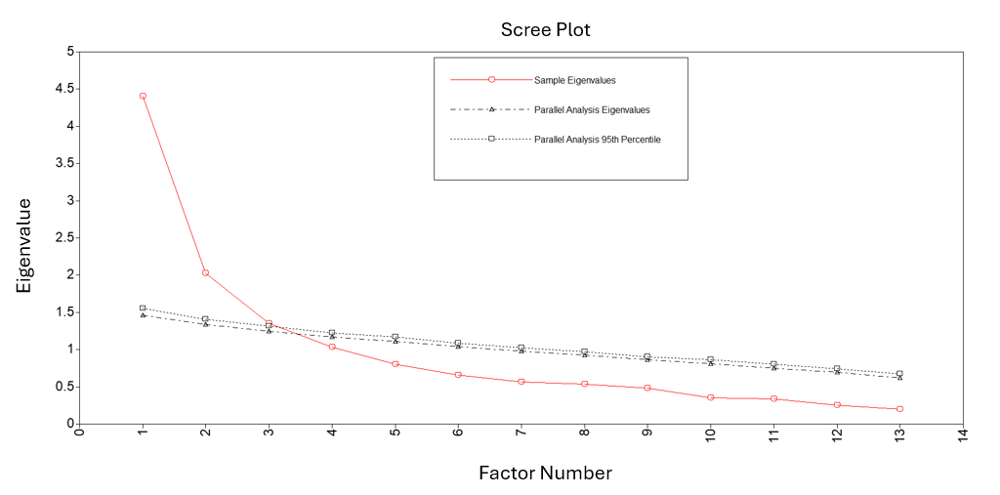 Scree Plot
5
4.5
4
3.5
3
2.5
2
1.5
1
0.5
0
Eigenvalue
Sample Eigenvalues
Parallel Analysis Eigenvalues
Parallel Analysis 95th Percentile
0 1 2 3 4 5 6 7 8 9 10 11 12 13 14
Factor Number